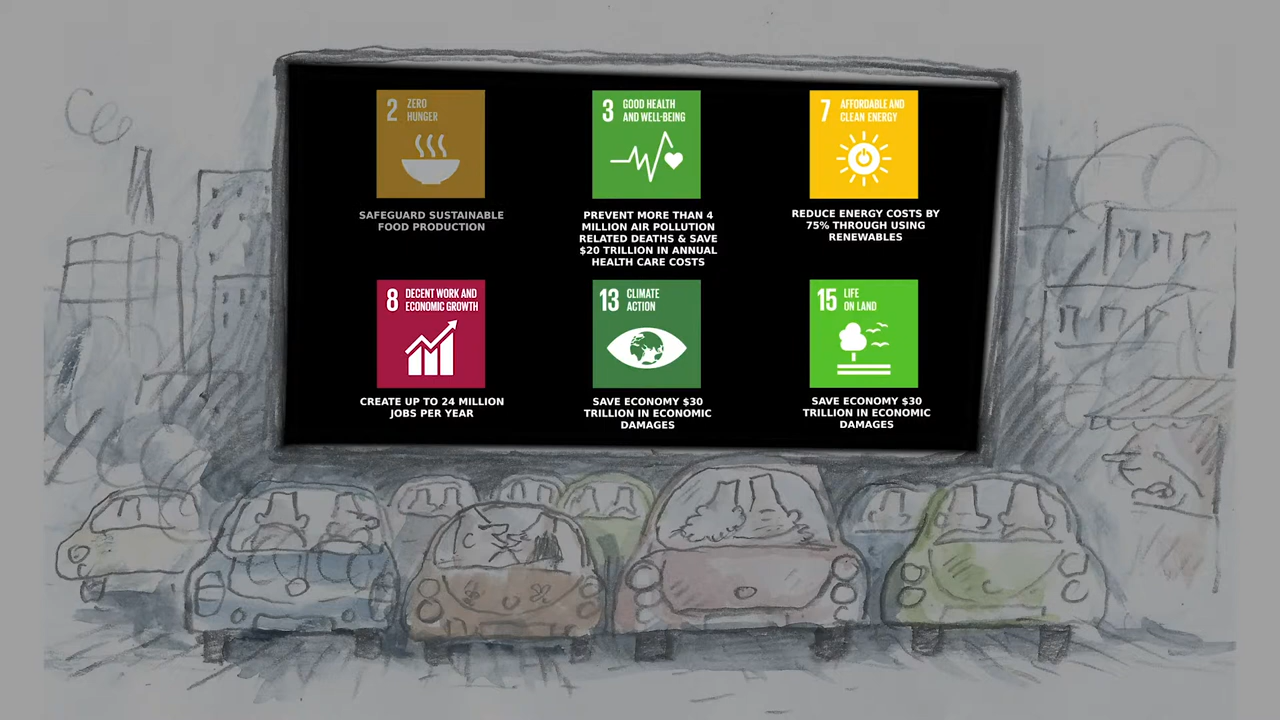 2 ZERO
HUNGER
SAFEGUARD SUSTAINABLE
FOOD PRODUCTION
3 GOOD HEALTH
AND WELL-BEING
PREVENT MORE THAN 4
MILLION AIR POLLUTION
RELATED DEATHS & SAVE
$20 TRILLION IN ANNUAL
HEALTH CARE COSTS
7 AFFORDABLE AND
CLEAN ENERGY
REDUCE ENERGY COSTS BY
75% THROUGH USING
RENEWABLES
8 DECENT WORK AND
ECONOMIC GROWTH
CREATE UP TO 24 MILLION
JOBS PER YEAR
13 CLIMATE
ACTION
SAVE ECONOMY $30
TRILLION IN ECONOMIC
DAMAGES
15 LIFE
ON LAND
SAVE ECONOMY $30
TRILLION IN ECONOMIC
DAMAGES